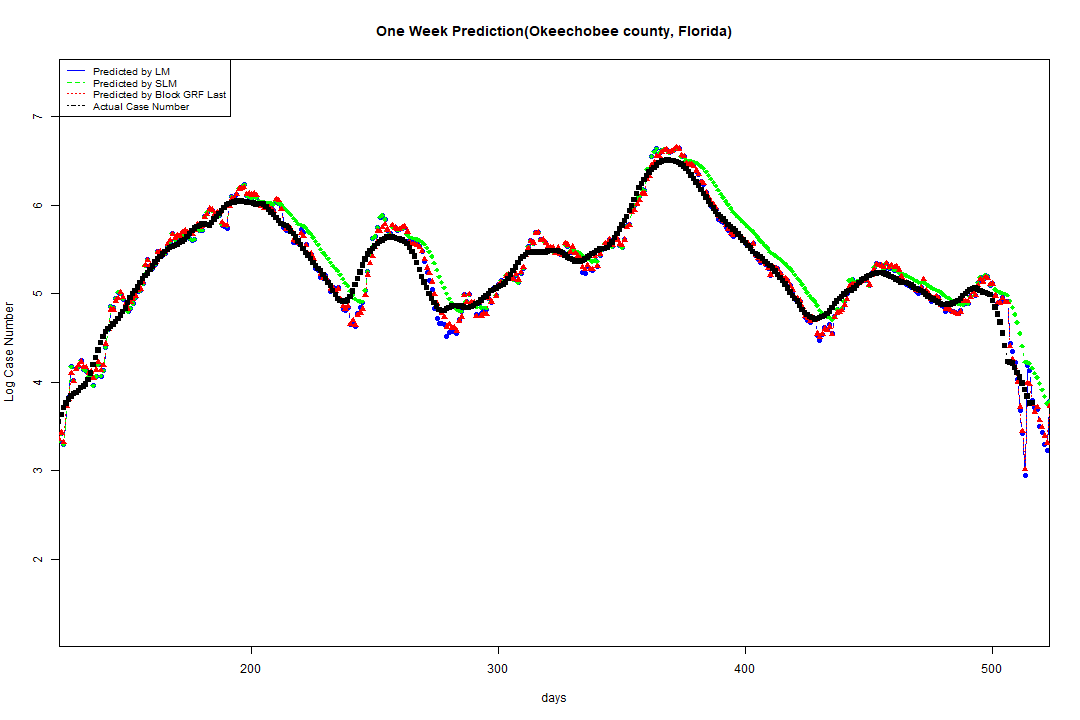 One Week Prediction(Okeechobee county, Florida)
Predicted by LM
Predicted by SLM
Predicted by Block GRF Last
Actual Case Number
7
6
5
4
3
2
Log Case Number
200 300 400 500
days